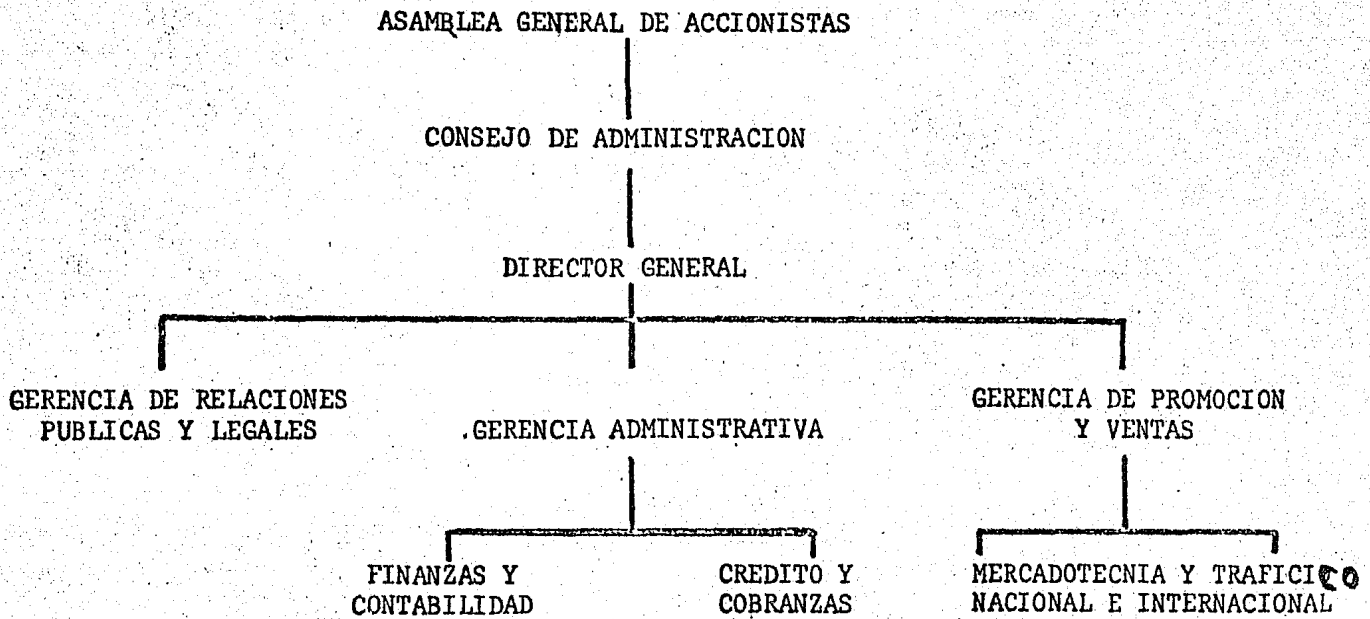 ASAMBLEA GENERAL DE ACCIONISTAS
CONSEJO DE ADMINISTRACION
DIRECTOR GENERAL
GERENCIA DE RELACIONES
PUBLICAS Y LEGALES
.GERENCIA ADMINISTRATIVA
GERENCIA DE PROMOCION
Y VENTAS
FINANZAS Y
CONTABILIDAD
CREDITO Y
COBRANZAS
MERCADOTECNIA Y TRAFICICO
NACIONAL E INTERNACIONAL